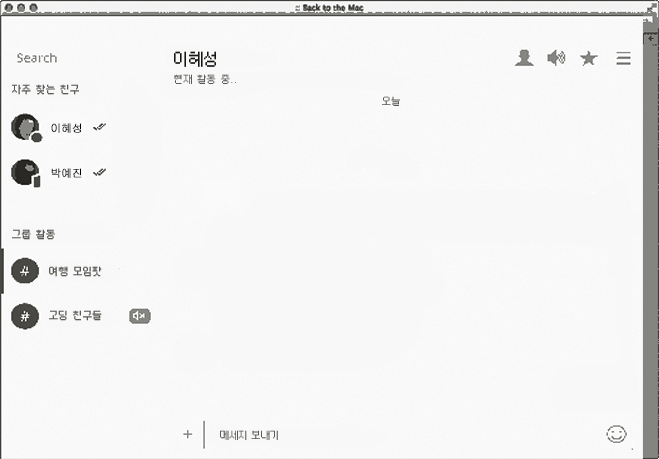 Back to the Mac
Search
자주 찾는 친구
이혜성
박예진
그룹 활동
# 여행 모임팟
# 고딩 친구들
이혜성
현재 활동 중..
오늘
메세지 보내기